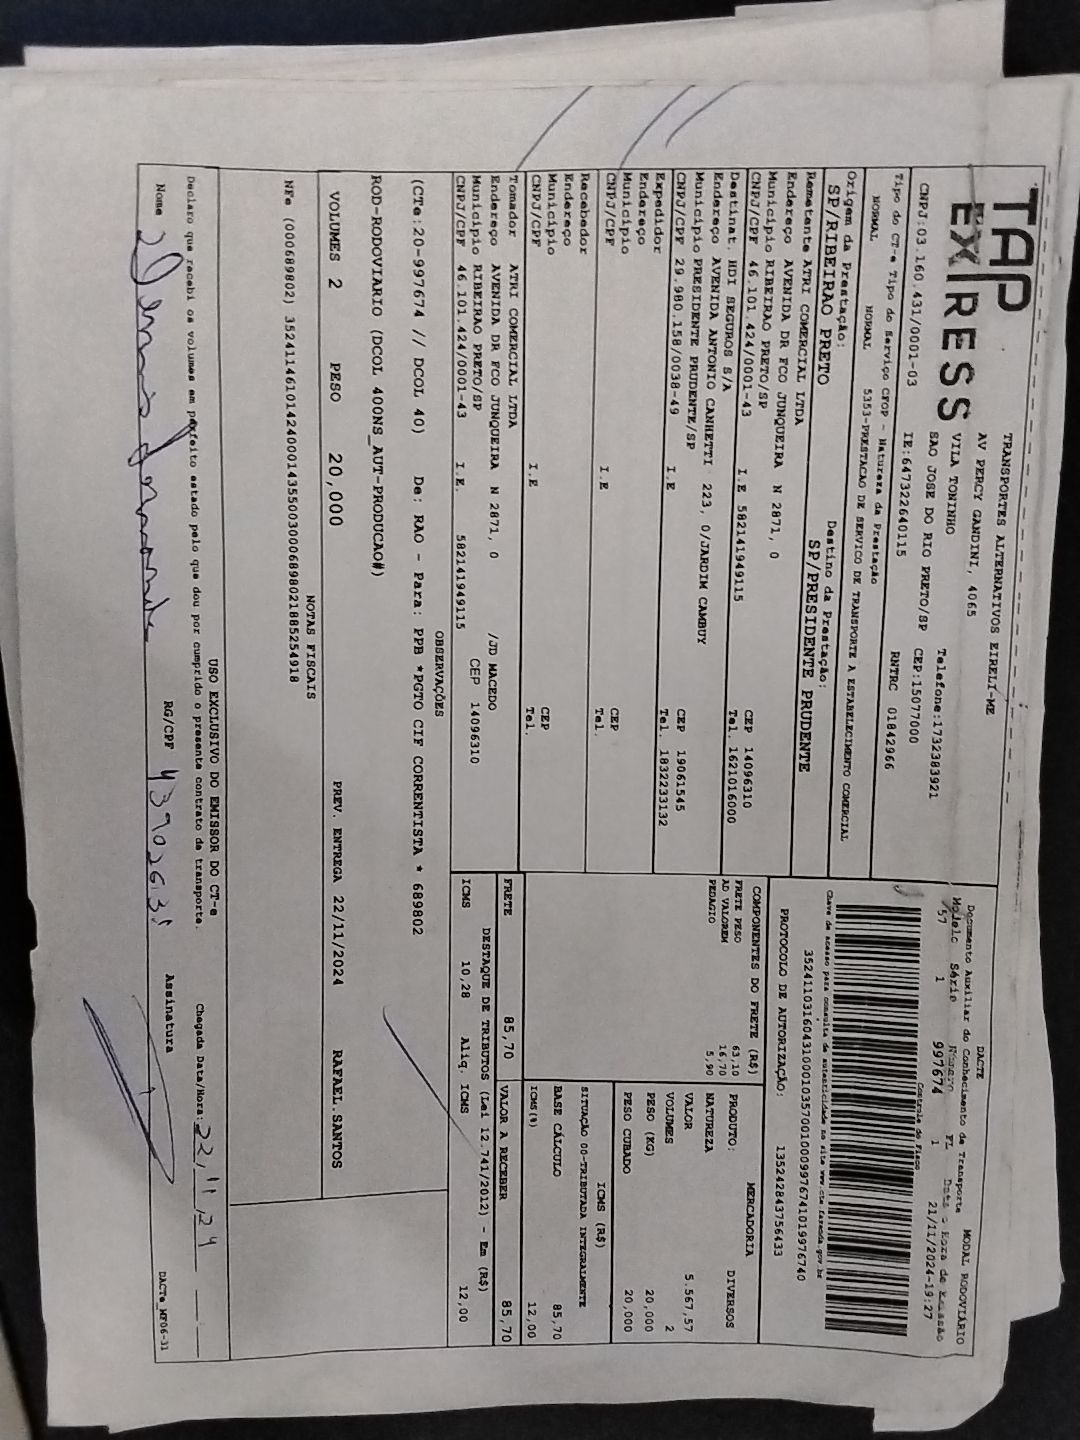 TAP
EXPRESS
TRANSPORTES ALTERNATIVOS EIRELI-ME
AV PERCY GANDINI, 4065
VILA TONINHO
SAO JOSE DO RIO PRETO/SP
Telefone:1732383921
CEP:15077000
CNPJ:03.160.431/0001-03
IE:647322640115
RNTRC 01842966
Tipo do CT-e Tipo do Serviço CFOP - Natureza da Prestação
NORMAL NORMAL 5353-PRESTACAO DE SERVICO DE TRANSPORTE A ESTABELECIMENTO COMERCIAL
Origem da Prestação: Destino da Prestação:
SP/RIBEIRAO PRETO SP/PRESIDENTE PRUDENTE
Remetente ATRI COMERCIAL LTDA
Endereço AVENIDA DR FCO JUNQUEIRA N 2871, 0
Município RIBEIRAO PRETO/SP CEP 14096310
CNPJ/CPF 46.101.424/0001-43 I.E 582141949115 Tel. 1621016000
Destinat. HDI SEGUROS S/A
Endereço AVENIDA ANTONIO CANHETTI 223, 0/JARDIM CAMBUY
Município PRESIDENTE PRUDENTE/SP CEP 19061545
CNPJ/CPF 29.980.158/0038-49 I.E Tel. 1832233132
Expedidor
Endereço
Município CEP
CNPJ/CPF I.E Tel.
Recebedor
Endereço
Município CEP
CNPJ/CPF I.E Tel.
Tomador ATRI COMERCIAL LTDA
Endereço AVENIDA DR FCO JUNQUEIRA N 2871, 0 /JD MACEDO
Município RIBEIRAO PRETO/SP CEP 14096310
CNPJ/CPF 46.101.424/0001-43 I.E. 582141949115
DACTE
Documento Auxiliar do Conhecimento de Transporte MODAL RODOVIÁRIO
Modelo Série Número FL Data e Hora de Emissão
57 1 997674 1 21/11/2024-19:27
Controle do Fisco
Chave de acesso para consulta de autenticidade no site www.cte.fazenda.gov.br
35241103160431000103570010009976741019976740
PROTOCOLO DE AUTORIZAÇÃO: 135242843756433
COMPONENTES DO FRETE (R$)
FRETE PESO 63,10
AD VALOREM 16,70
PEDAGIO 5,90
MERCADORIA
PRODUTO: DIVERSOS
NATUREZA
VALOR 5.567,57
VOLUMES 2
PESO (KG) 20,000
PESO CUBADO 20,000
ICMS (R$)
SITUAÇÃO 00-TRIBUTADA INTEGRALMENTE
BASE CÁLCULO 85,70
ICMS(%) 12,00
FRETE 85,70 VALOR A RECEBER 85,70
DESTAQUE DE TRIBUTOS (Lei 12.741/2012) - Em (R$)
ICMS 10,28 Aliq. ICMS 12,00
OBSERVAÇÕES
(CTe:20-997674 // DCOL 40) De: RAO - Para: PPB *PGTO CIF CORRENTISTA * 689802
ROD-RODOVIARIO (DCOL 400NS_AUT-PRODUCAO#)
VOLUMES 2 PESO 20,000 PREV. ENTREGA 22/11/2024 RAFAEL.SANTOS
NOTAS FISCAIS
NFe (000689802) 35241146101424000143550030006898021885254918
USO EXCLUSIVO DO EMISSOR DO CT-e
Declaro que recebi os volumes em perfeito estado pelo que dou por cumprido o presente contrato de transporte. Chegada Data/Hora: 22/11/24
Nome RG/CPF Assinatura
DACTe_MF06-31